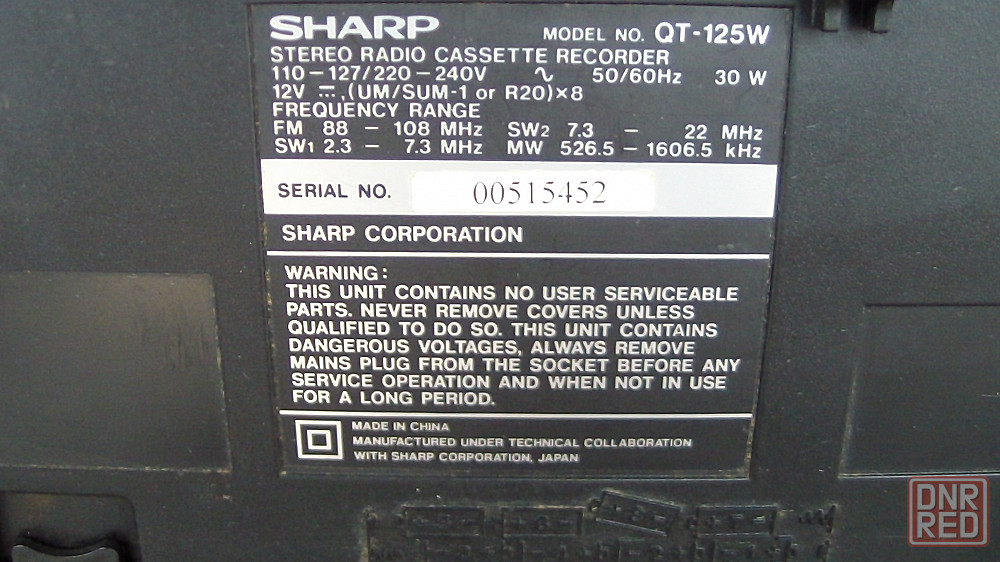 SHARP MODEL NO. QT-125W
STEREO RADIO CASSETTE RECORDER
110-127/220-240V ∿ 50/60Hz 30 W
12V ⎓,(UM/SUM-1 or R20)×8
FREQUENCY RANGE
FM 88 - 108 MHz SW2 7.3 - 22 MHz
SW1 2.3 - 7.3 MHz MW 526.5-1606.5 kHz
SERIAL NO. 00515452
SHARP CORPORATION
WARNING:
THIS UNIT CONTAINS NO USER SERVICEABLE
PARTS. NEVER REMOVE COVERS UNLESS
QUALIFIED TO DO SO. THIS UNIT CONTAINS
DANGEROUS VOLTAGES, ALWAYS REMOVE
MAINS PLUG FROM THE SOCKET BEFORE ANY
SERVICE OPERATION AND WHEN NOT IN USE
FOR A LONG PERIOD.
MADE IN CHINA
MANUFACTURED UNDER TECHNICAL COLLABORATION
WITH SHARP CORPORATION, JAPAN
DNR
RED